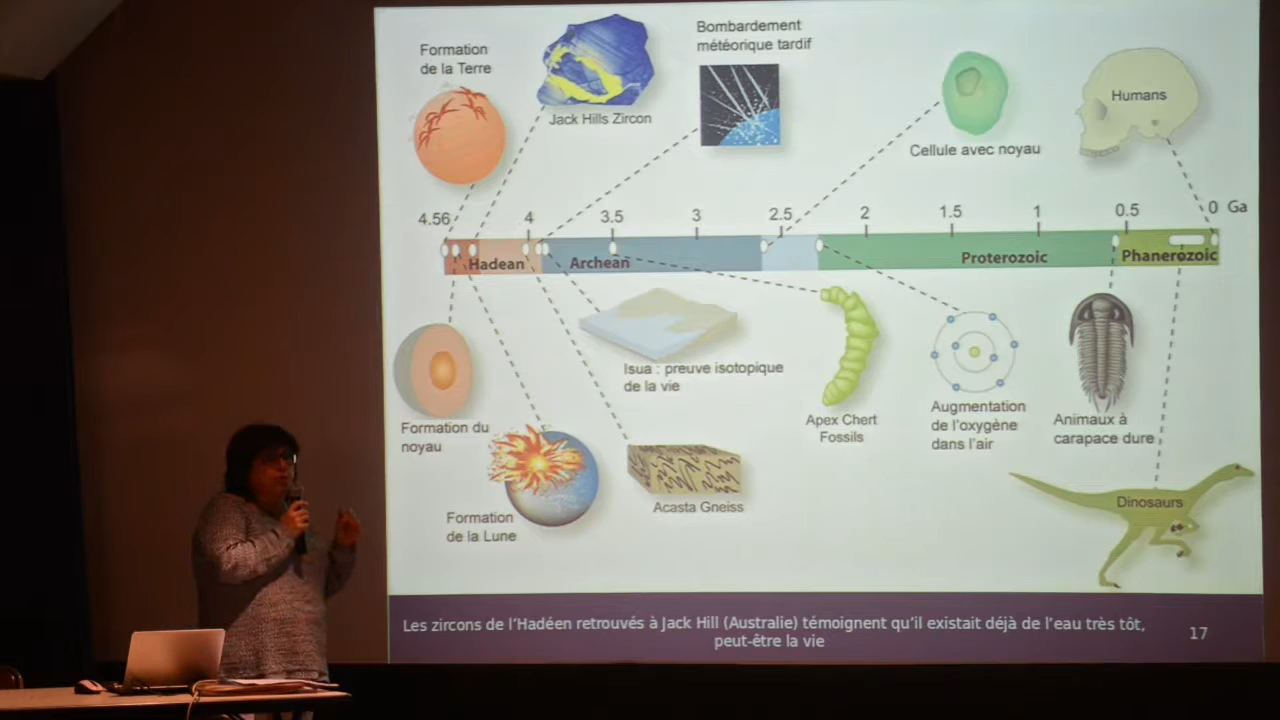 Formation
de la Terre
Jack Hills Zircon
Bombardement
météorique tardif
Cellule avec noyau
Humans
4.56
4
3.5
3
2.5
2
1.5
1
0.5
0 Ga
Hadean
Archean
Proterozoic
Phanerozoic
Formation du
noyau
Formation
de la Lune
Isua : preuve isotopique
de la vie
Acasta Gneiss
Apex Chert
Fossils
Augmentation
de l'oxygène
dans l'air
Animaux à
carapace dure
Dinosaurs
Les zircons de l'Hadéen retrouvés à Jack Hill (Australie) témoignent qu'il existait déjà de l'eau très tôt,
peut-être la vie
17